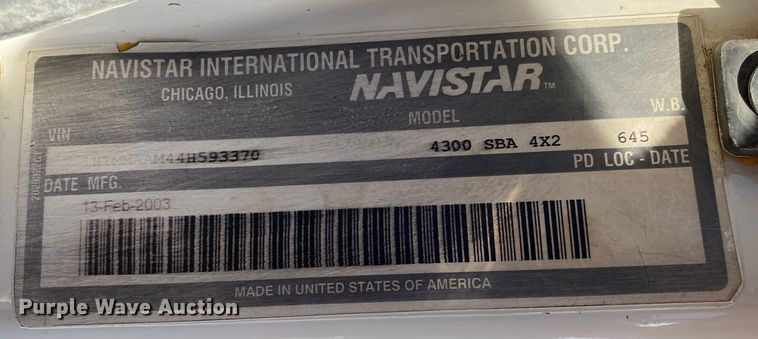 NAVISTAR INTERNATIONAL TRANSPORTATION CORP.
CHICAGO, ILLINOIS
NAVISTAR TM
VIN MODEL W.B.
4300 SBA 4X2 645
DATE MFG. PD LOC - DATE
13-Feb-2003
MADE IN UNITED STATES OF AMERICA
Purple Wave Auction